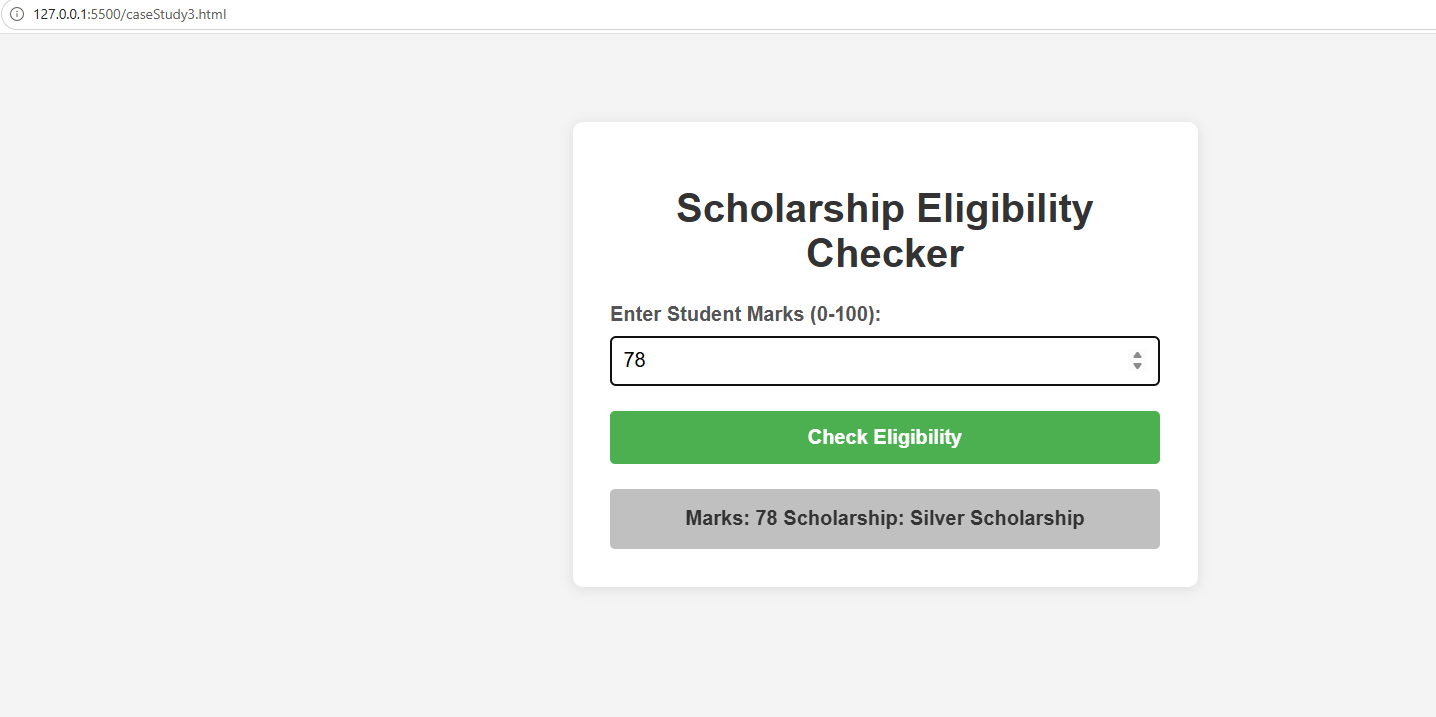 127.0.0.1:5500/caseStudy3.html
Scholarship Eligibility
Checker
Enter Student Marks (0-100):
78
Check Eligibility
Marks: 78 Scholarship: Silver Scholarship